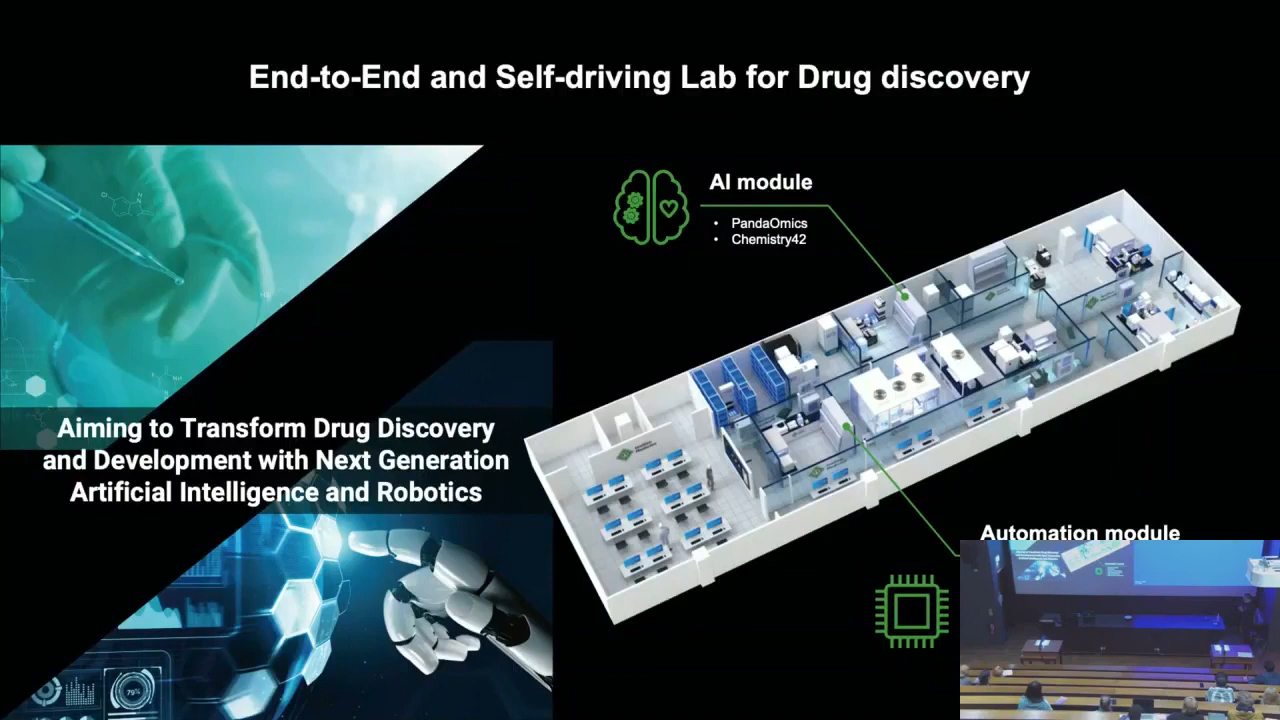 End-to-End and Self-driving Lab for Drug discovery
AI module
• PandaOmics
• Chemistry42
Aiming to Transform Drug Discovery
and Development with Next Generation
Artificial Intelligence and Robotics
79%
Automation module